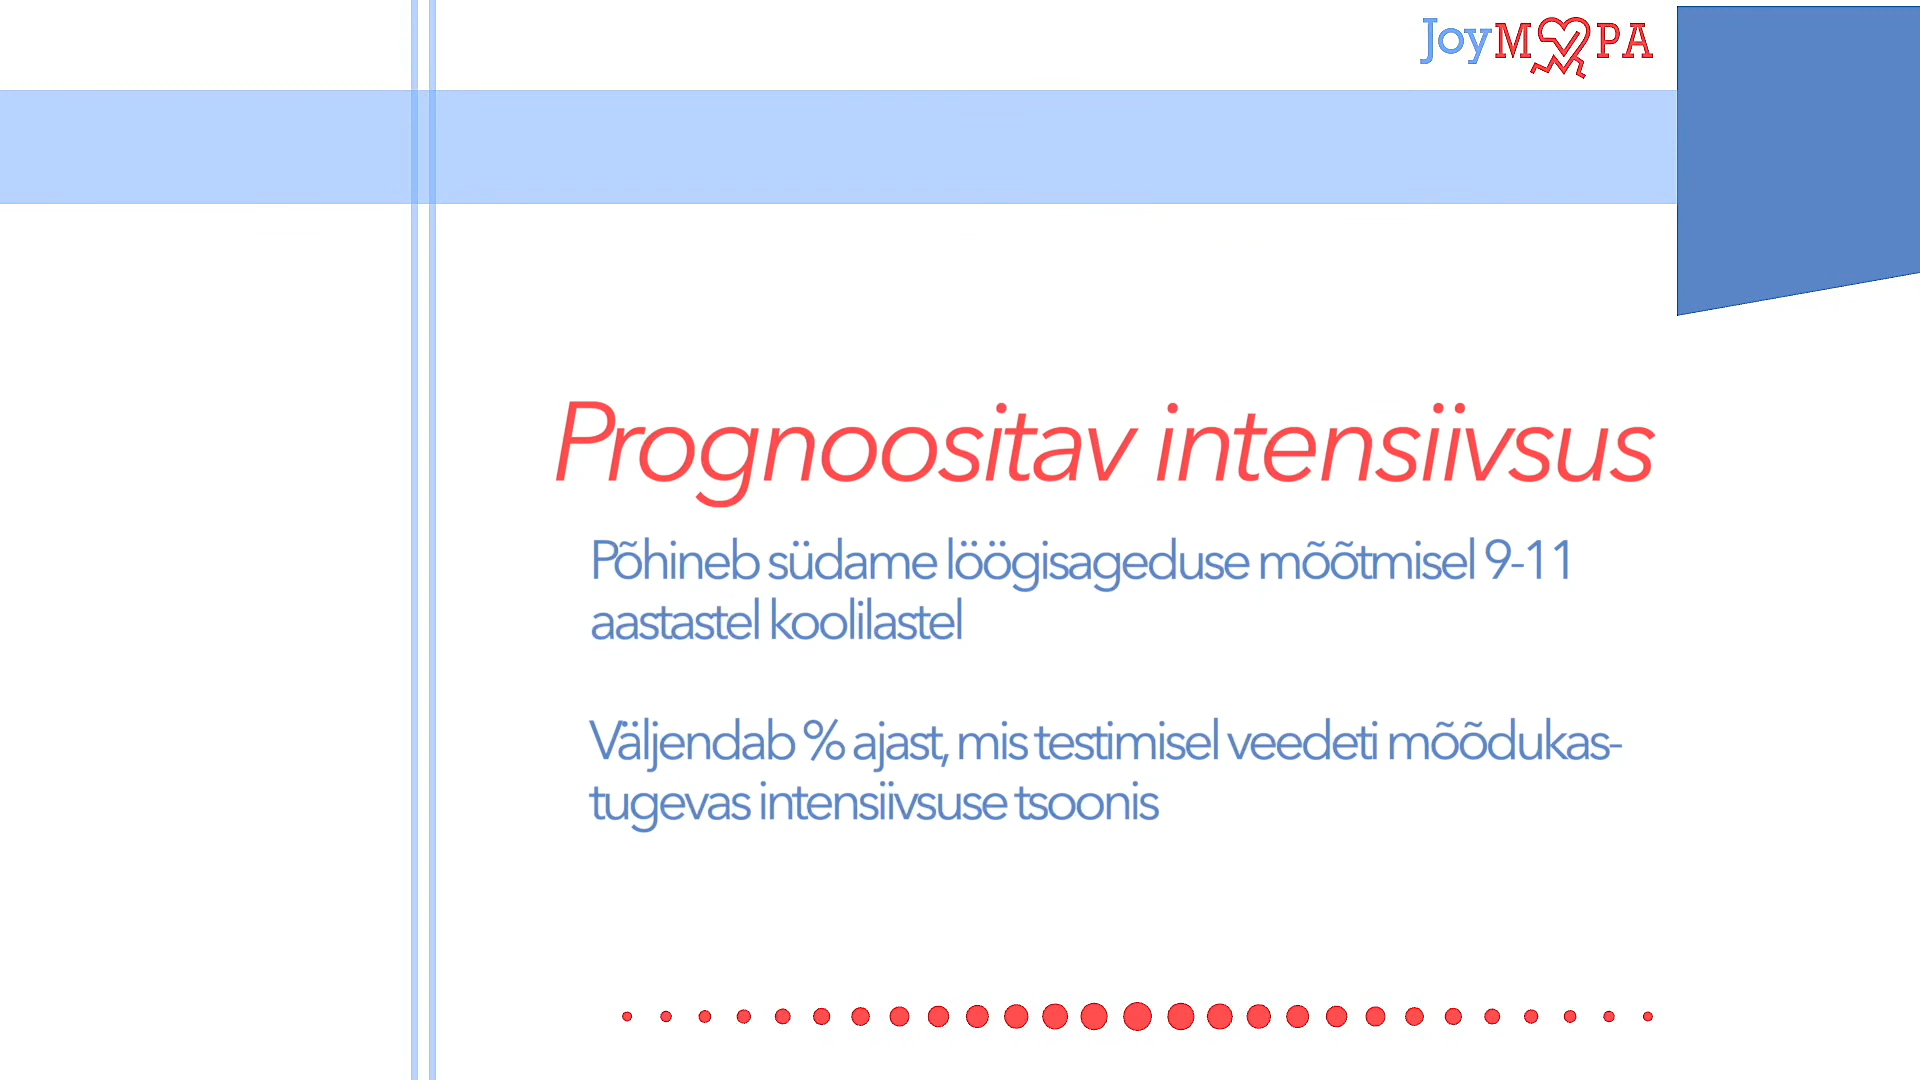 JoyMVPA
Prognoositav intensiivsus
Põhineb südame löögisageduse mõõtmisel 9-11
aastastel koolilastel
Väljendab % ajast, mis testimisel veedeti mõõdukas-
tugevas intensiivsuse tsoonis